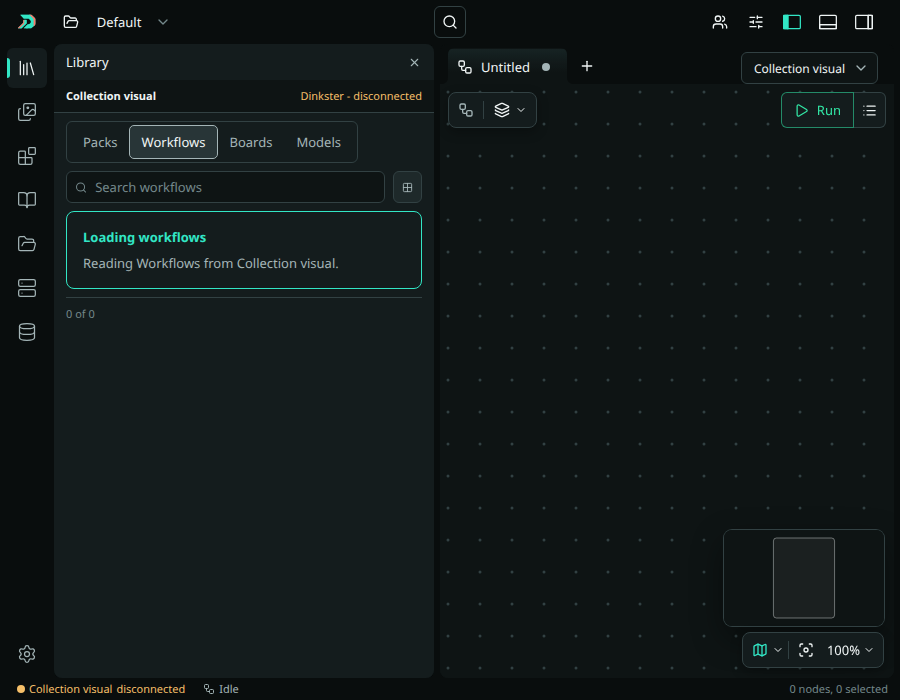 Default
Library
Collection visual
Dinkster - disconnected
Packs
Workflows
Boards
Models
Search workflows
Loading workflows
Reading Workflows from Collection visual.
0 of 0
Untitled
Collection visual
Run
100%
Collection visual disconnected
Idle
0 nodes, 0 selected